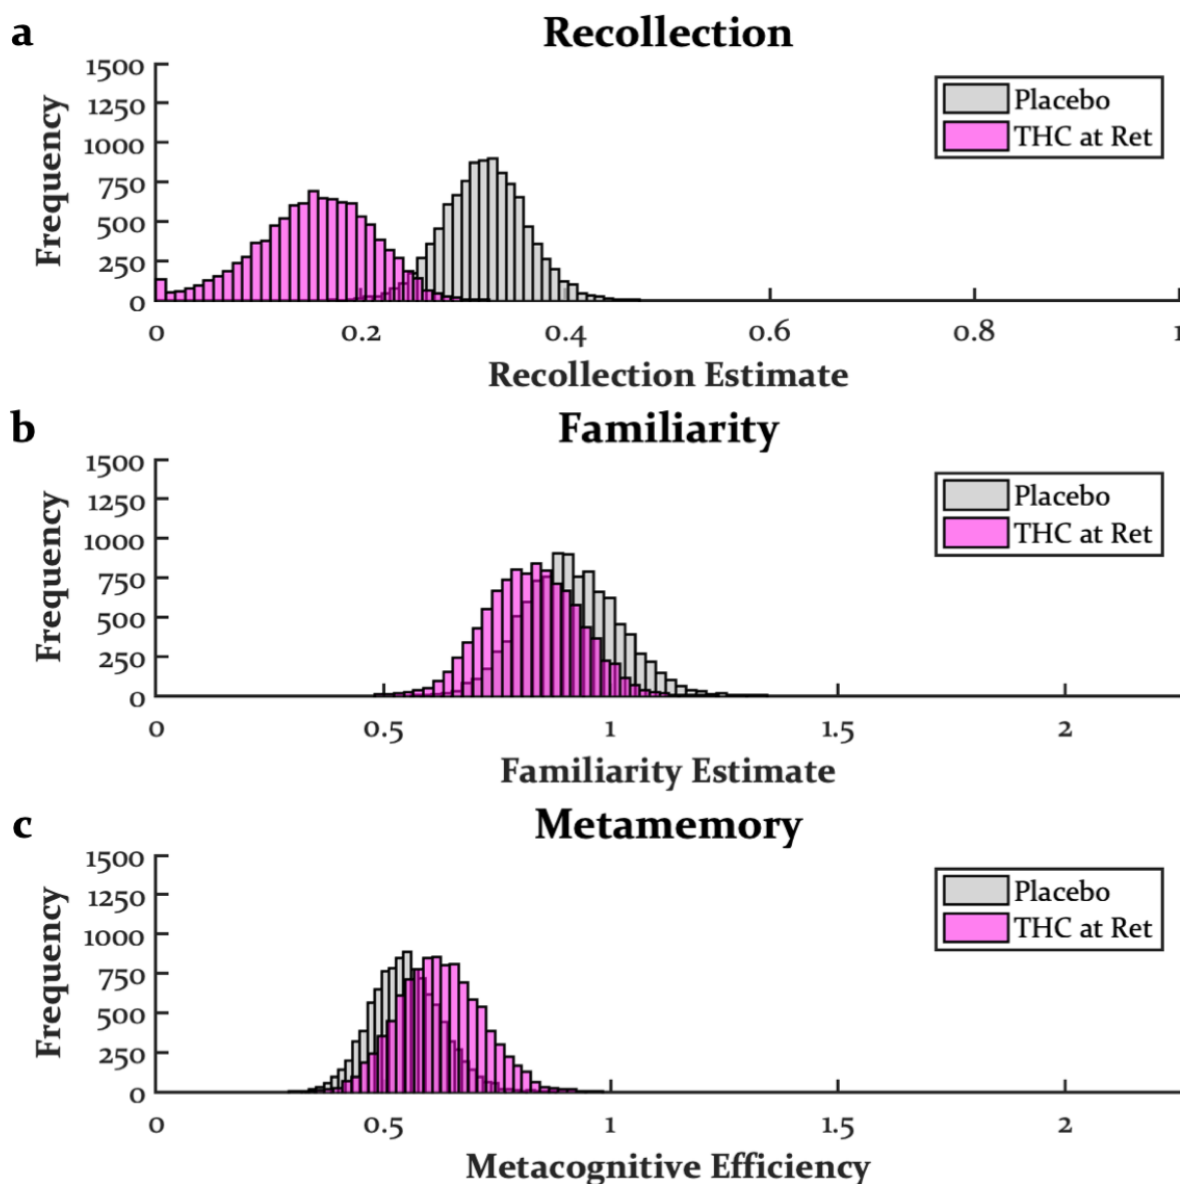 a
Recollection
Frequency
1500
1250
1000
750
500
250
0
Placebo
THC at Ret
0 0.2 0.4 0.6 0.8 1
Recollection Estimate
b
Familiarity
Frequency
1500
1250
1000
750
500
250
0
Placebo
THC at Ret
0 0.5 1 1.5 2
Familiarity Estimate
c
Metamemory
Frequency
1500
1250
1000
750
500
250
0
Placebo
THC at Ret
0 0.5 1 1.5 2
Metacognitive Efficiency